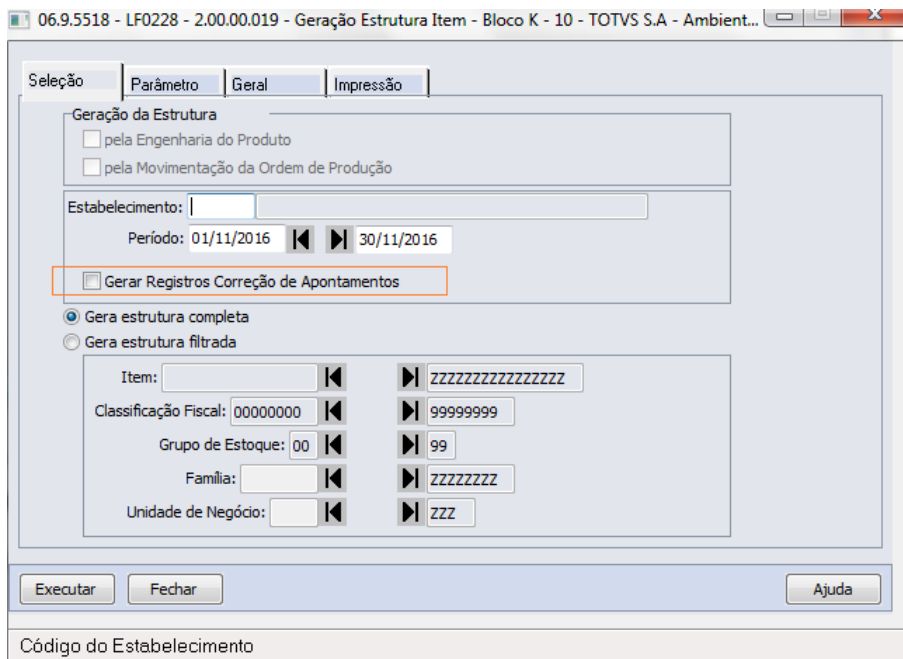 06.9.5518 - LF0228 - 2.00.00.019 - Geração Estrutura Item - Bloco K - 10 - TOTVS S.A - Ambient...
Seleção Parâmetro Geral Impressão
Geração da Estrutura
pela Engenharia do Produto
pela Movimentação da Ordem de Produção
Estabelecimento:
Período: 01/11/2016 30/11/2016
Gerar Registros Correção de Apontamentos
Gera estrutura completa
Gera estrutura filtrada
Item: ZZZZZZZZZZZZZZZZ
Classificação Fiscal: 00000000 99999999
Grupo de Estoque: 00 99
Família: ZZZZZZZZ
Unidade de Negócio: ZZZ
Executar Fechar Ajuda
Código do Estabelecimento